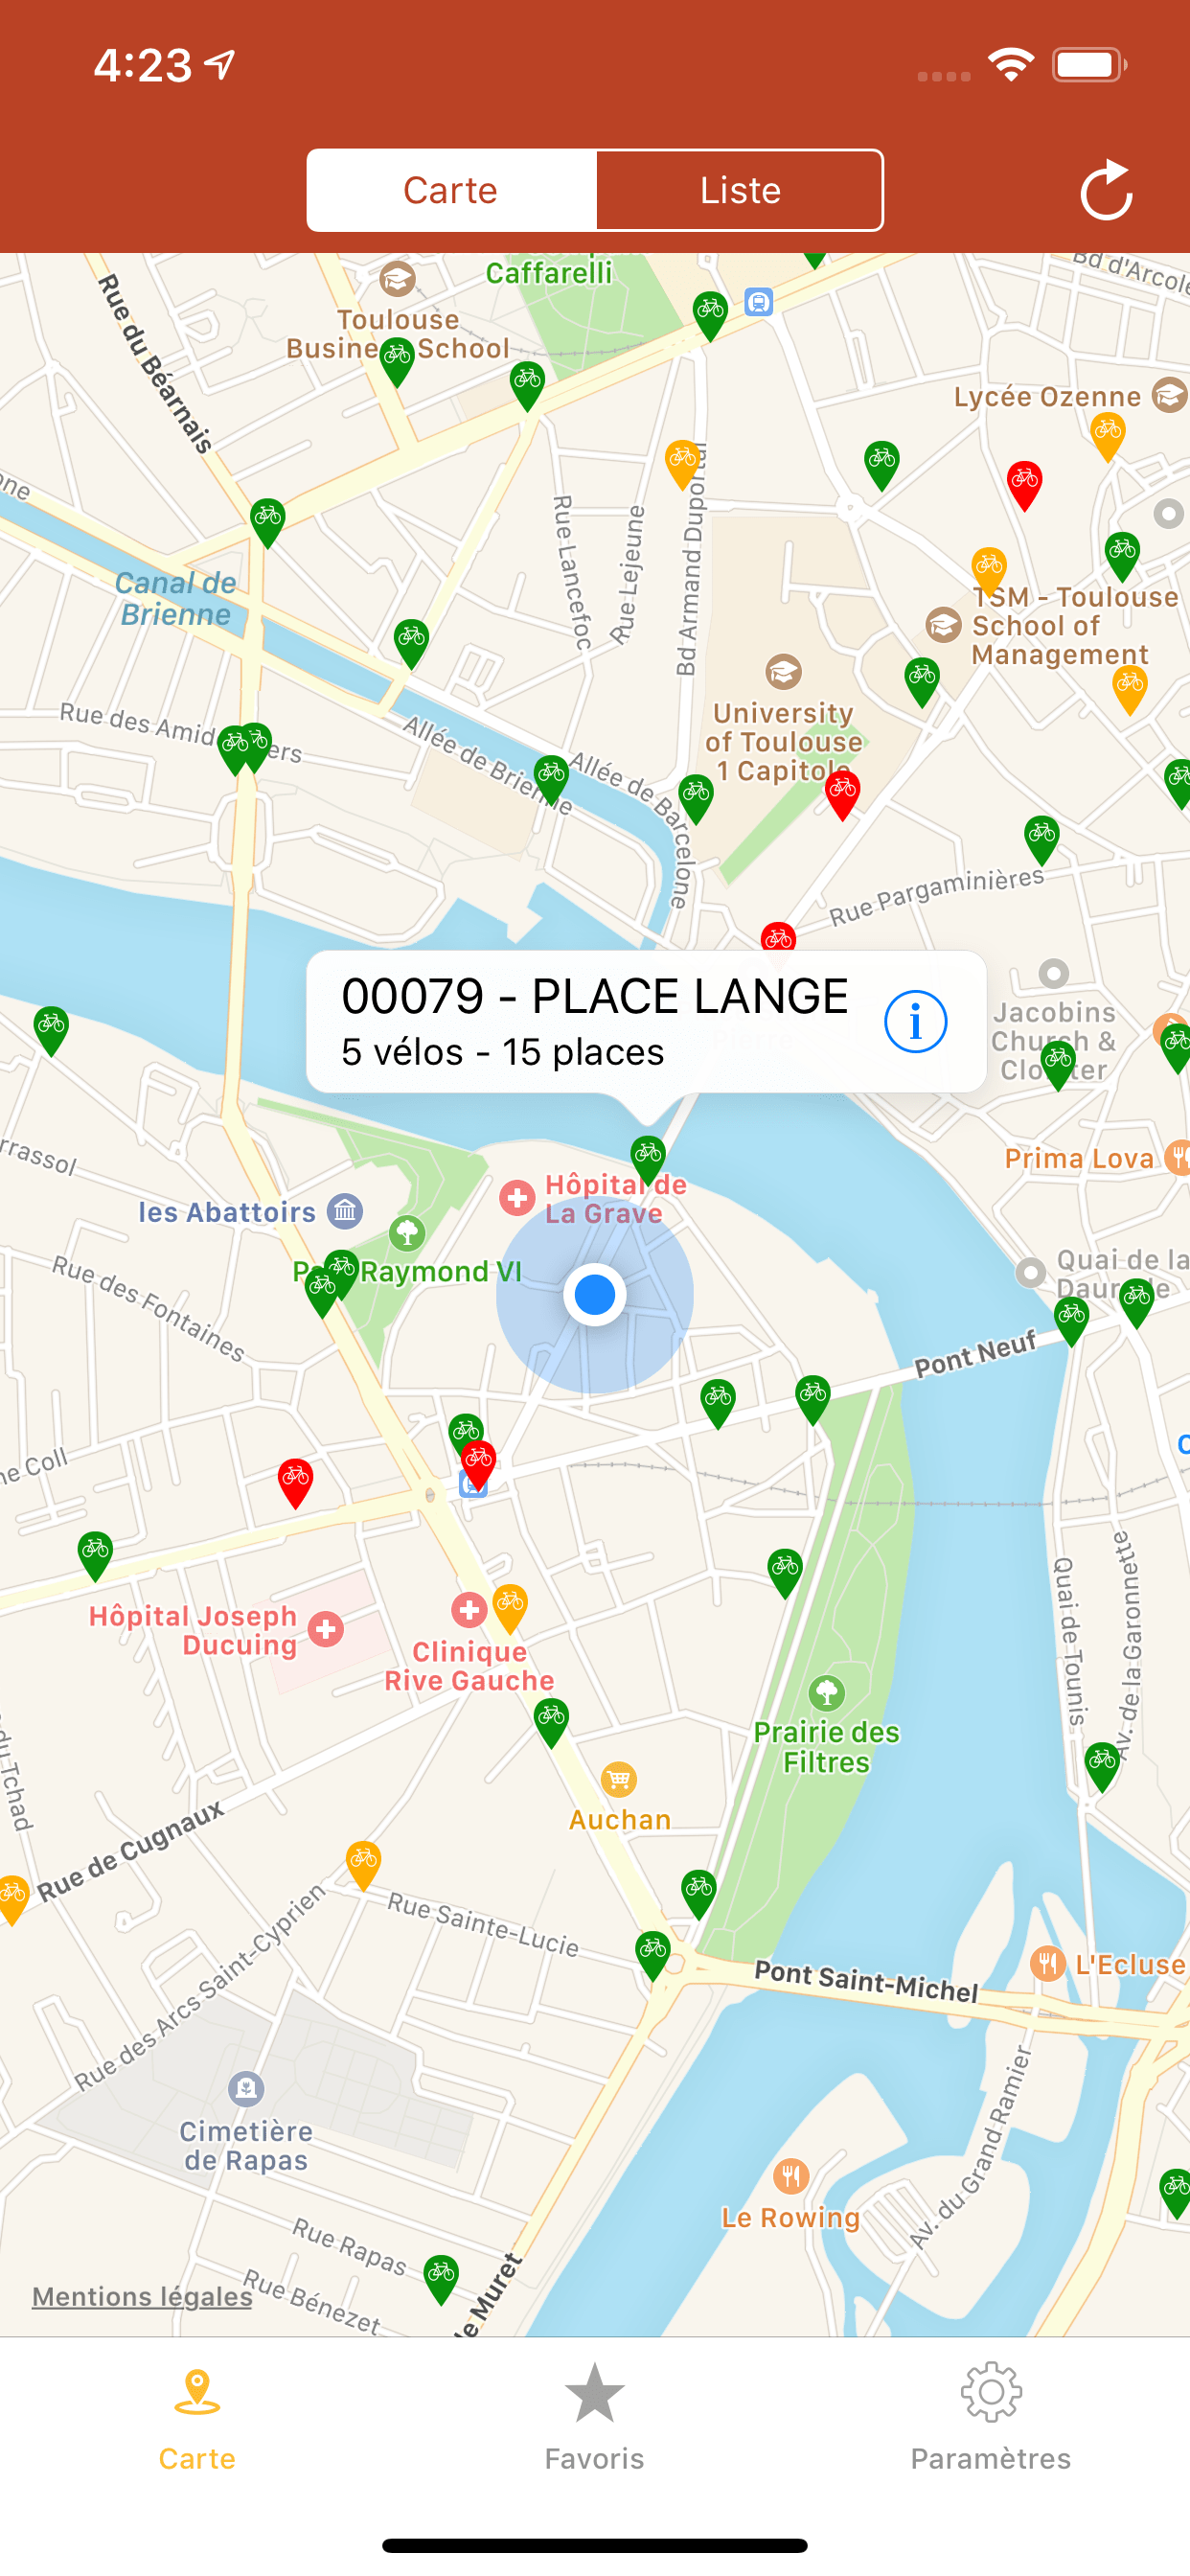 4:23
Carte
Liste
Caffarelli
Bd d'Arcole
Toulouse
School
Rue du Béarnais
Lycée Ozenne
Rue Lancefoc
Rue Lejeune
Bd Armand Duportal
Canal de
Brienne
TSM - Toulouse
School of
Management
University
of Toulouse
1 Capitole
Rue des
Allée de Brienne
Allée de Barcelone
Rue Pargaminières
00079 - PLACE LANGE
5 vélos - 15 places
i
Jacobins
Church &
Prima Lova
Hôpital de
La Grave
les Abattoirs
Raymond VI
Rue des Fontaines
Quai de la
Pont Neuf
Hôpital Joseph
Ducuing
Clinique
Rive Gauche
Quai de Tounis
Av. de la Garonnette
Prairie des
Filtres
Auchan
du Tchad
Rue de Cugnaux
Rue des Arcs Saint-Cyprien
Rue Sainte-Lucie
Pont Saint-Michel
L'Ecluse
Cimetière
de Rapas
Av. du Grand Ramier
Le Rowing
Rue Rapas
Rue Bénezet
Muret
Mentions légales
Carte
Favoris
Paramètres